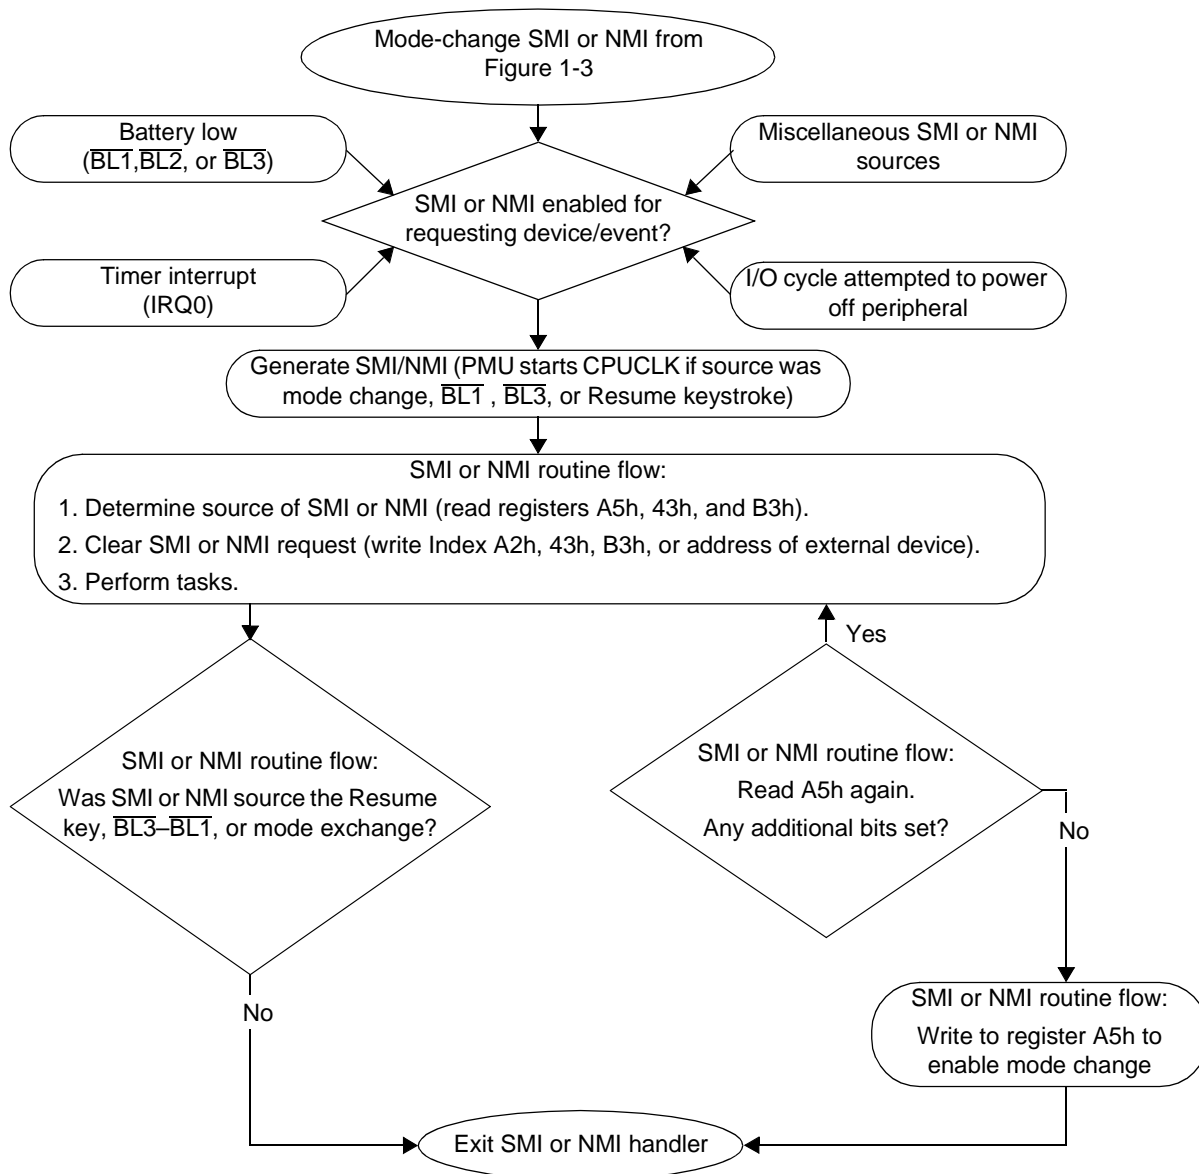 Mode-change SMI or NMI from
Figure 1-3
Battery low
(B̅L̅1̅,B̅L̅2̅, or B̅L̅3̅)
Miscellaneous SMI or NMI
sources
SMI or NMI enabled for
requesting device/event?
Timer interrupt
(IRQ0)
I/O cycle attempted to power
off peripheral
Generate SMI/NMI (PMU starts CPUCLK if source was
mode change, B̅L̅1̅ , B̅L̅3̅, or Resume keystroke)
SMI or NMI routine flow:
1. Determine source of SMI or NMI (read registers A5h, 43h, and B3h).
2. Clear SMI or NMI request (write Index A2h, 43h, B3h, or address of external device).
3. Perform tasks.
Yes
SMI or NMI routine flow:
Was SMI or NMI source the Resume
key, B̅L̅3̅–B̅L̅1̅, or mode exchange?
SMI or NMI routine flow:
Read A5h again.
Any additional bits set?
No
No
SMI or NMI routine flow:
Write to register A5h to
enable mode change
Exit SMI or NMI handler